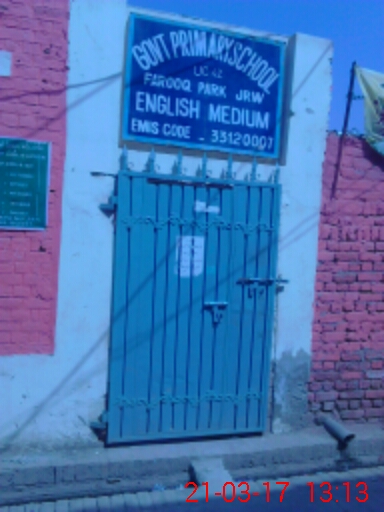 GOVT PRIMARY SCHOOL
UC 42
FAROOQ PARK JRW
ENGLISH MEDIUM
EMIS CODE - 33120007
21-03-17 13:13